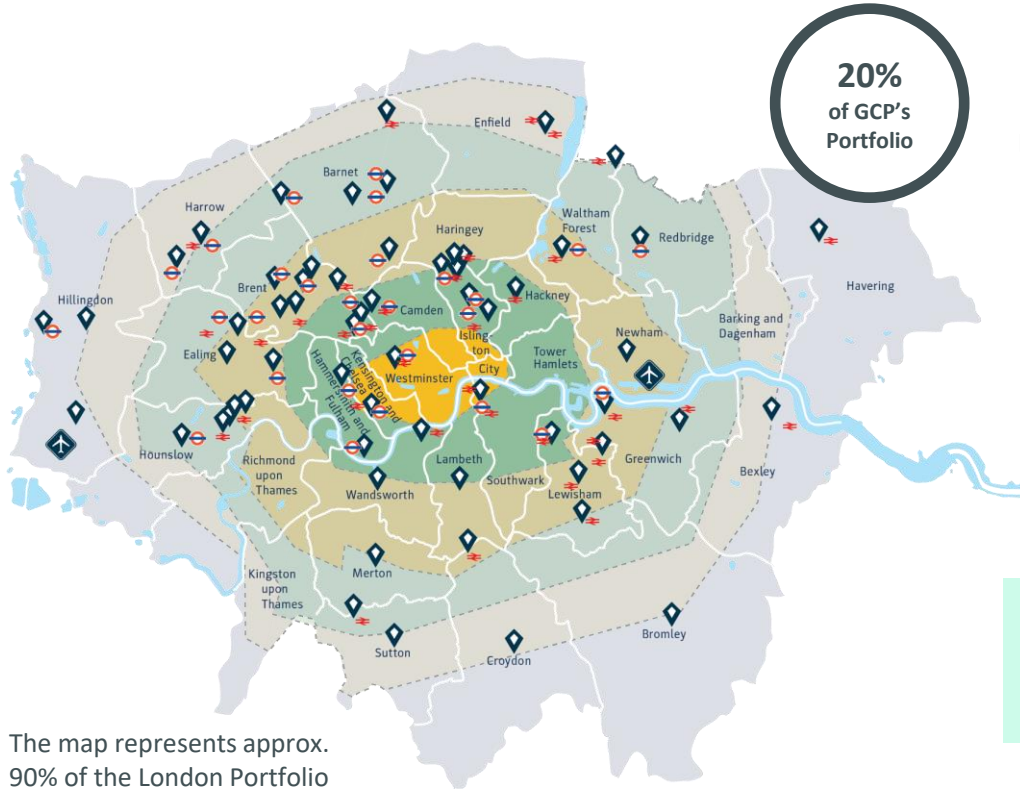 20%
of GCP's
Portfolio
Enfield
Barnet
Harrow
Haringey
Waltham
Forest
Redbridge
Havering
Hillingdon
Brent
Camden
Hackney
Barking and
Dagenham
Newham
Isling-
ton
Ealing
Tower
Hamlets
City
Westminster
Kensington and
Chelsea
Hammersmith and
Fulham
Hounslow
Richmond
upon
Thames
Lambeth
Southwark
Greenwich
Bexley
Wandsworth
Lewisham
Merton
Kingston
upon
Thames
Sutton
Croydon
Bromley
The map represents approx.
90% of the London Portfolio